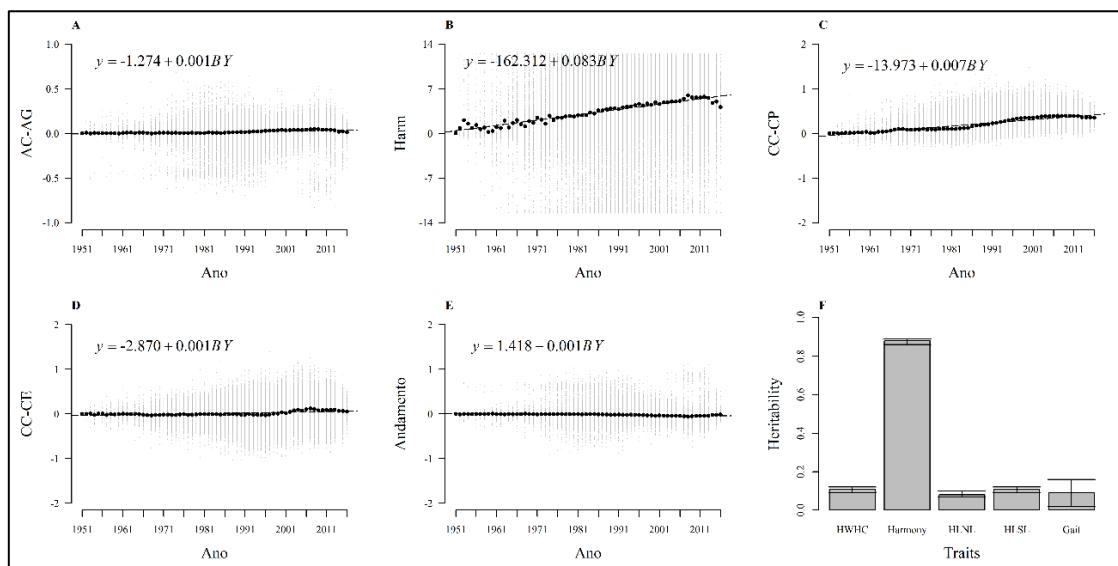 A
y = -1.274 + 0.001BY
AC-AG
1.0
0.5
0.0
-0.5
-1.0
1951 1961 1971 1981 1991 2001 2011
Ano
B
y = -162.312 + 0.083BY
Harm
14
7
0
-7
-14
1951 1961 1971 1981 1991 2001 2011
Ano
C
y = -13.973 + 0.007BY
CC-CP
2
1
0
-1
-2
1951 1961 1971 1981 1991 2001 2011
Ano
D
y = -2.870 + 0.001BY
CC-CE
2
1
0
-1
-2
1951 1961 1971 1981 1991 2001 2011
Ano
E
y = 1.418 - 0.001BY
Andamento
2
1
0
-1
-2
1951 1961 1971 1981 1991 2001 2011
Ano
F
Heritability
1.0
0.8
0.6
0.4
0.2
0.0
HWHC Harmony HLNL HLSL Gait
Traits